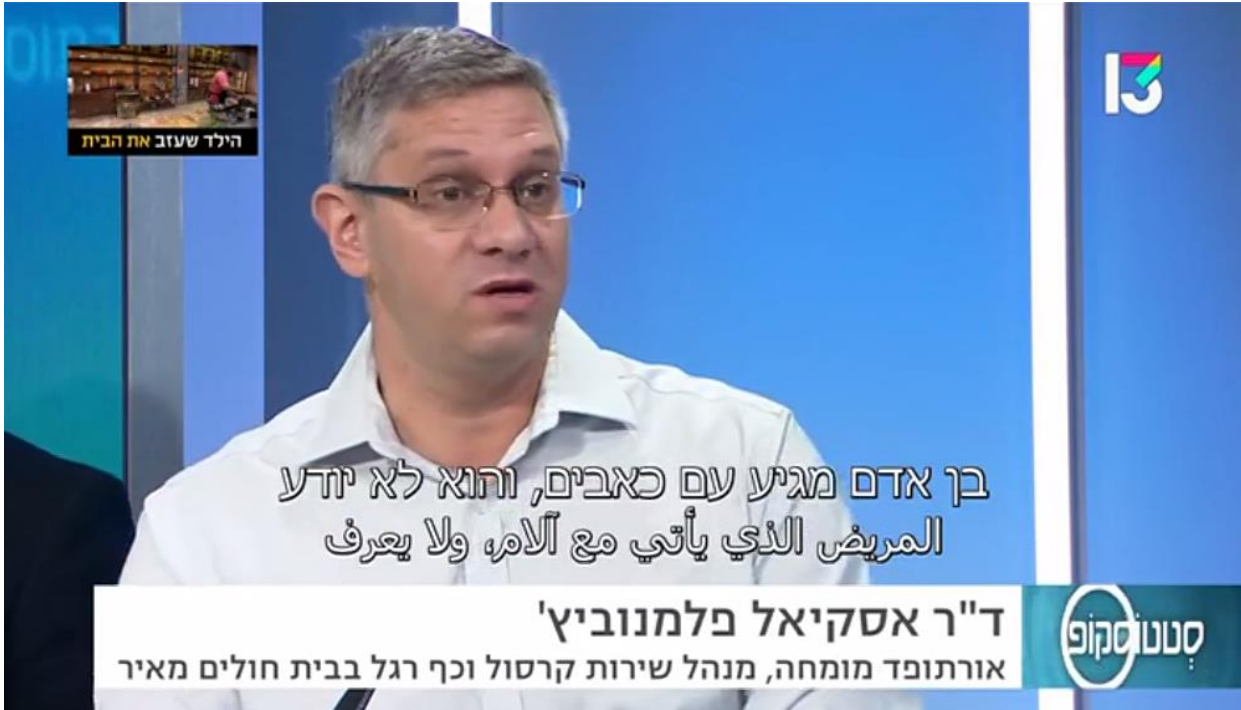 13
הילד שעזב את הבית
בן אדם מגיע עם כאבים, והוא לא יודע
المريض الذي يأتي مع آلام، ولا يعرف
ד"ר אסקיאל פלמנוביץ'
אורתופד מומחה, מנהל שירות קרסול וכף רגל בבית חולים מאיר
סטטוסקופ